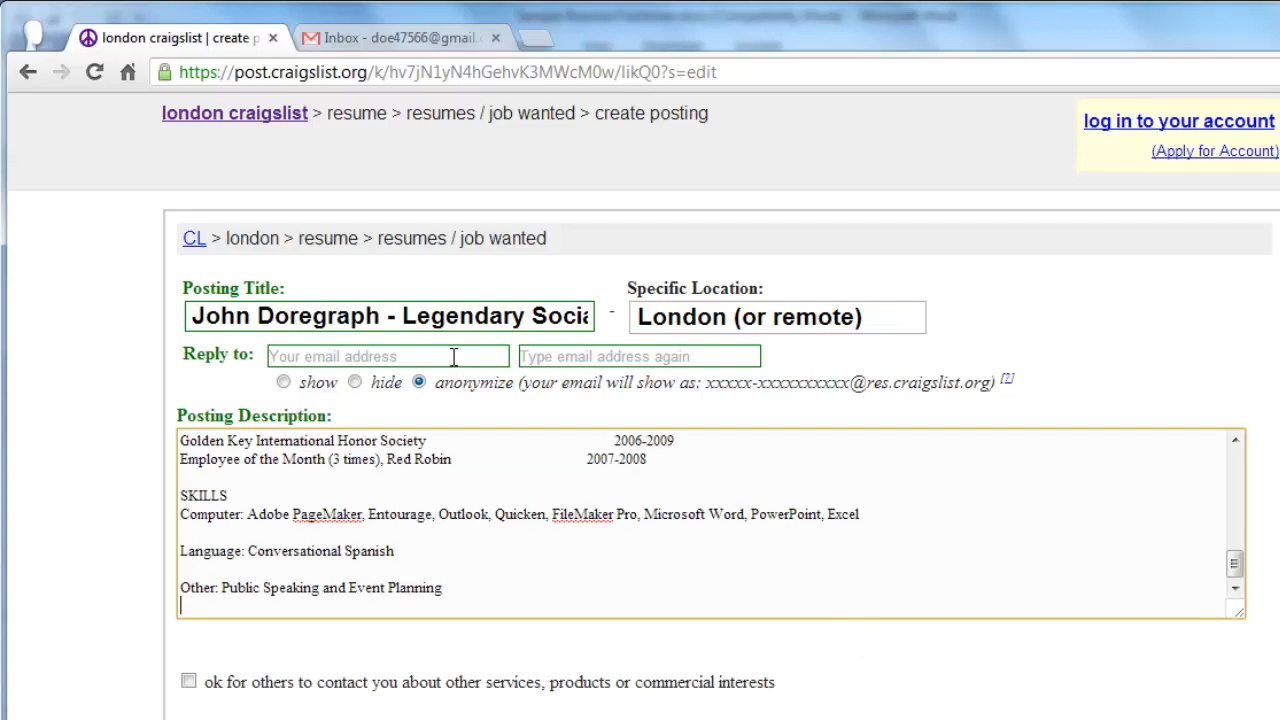 london craigslist | create p
Inbox - doe47566@gmail.
https://post.craigslist.org/k/hv7jN1yN4hGehvK3MWcM0w/likQ0?s=edit
london craigslist > resume > resumes / job wanted > create posting
log in to your account
(Apply for Account)
CL > london > resume > resumes / job wanted
Posting Title:
Specific Location:
John Doregraph - Legendary Socia
-
London (or remote)
Reply to:
Your email address
Type email address again
show
hide
anonymize (your email will show as: xxxxx-xxxxxxxxxxx@res.craigslist.org) [?]
Posting Description:
Golden Key International Honor Society 2006-2009
Employee of the Month (3 times), Red Robin 2007-2008
SKILLS
Computer: Adobe PageMaker, Entourage, Outlook, Quicken, FileMaker Pro, Microsoft Word, PowerPoint, Excel
Language: Conversational Spanish
Other: Public Speaking and Event Planning
ok for others to contact you about other services, products or commercial interests